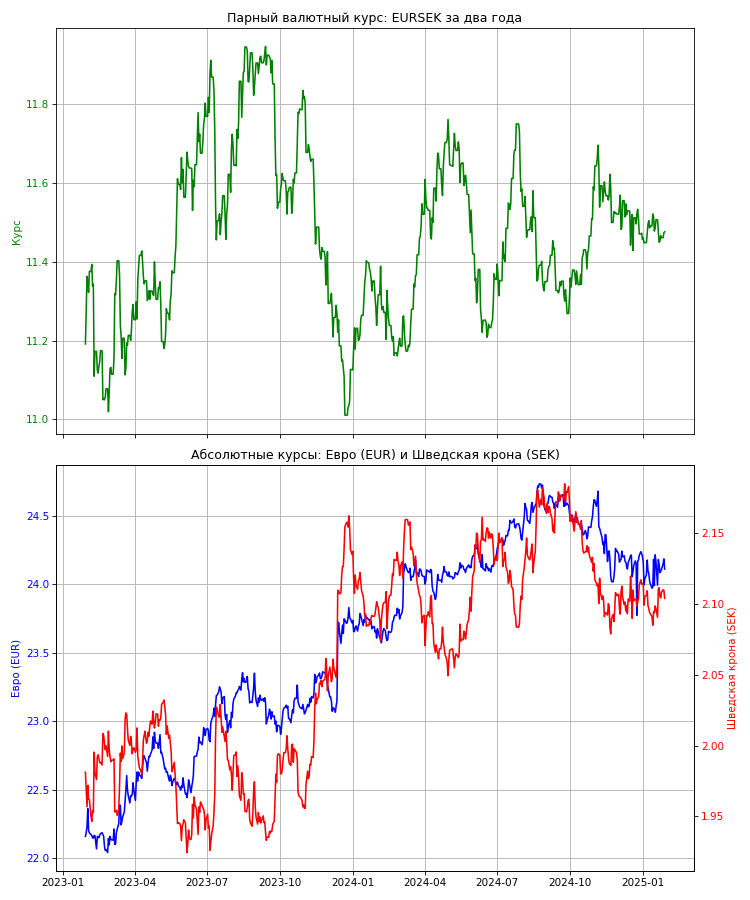 Парный валютный курс: EURSEK за два года
11.8
11.6
11.4
11.2
11.0
Курс
Абсолютные курсы: Евро (EUR) и Шведская крона (SEK)
24.5
24.0
23.5
23.0
22.5
22.0
Евро (EUR)
2.15
2.10
2.05
2.00
1.95
Шведская крона (SEK)
2023-01 2023-04 2023-07 2023-10 2024-01 2024-04 2024-07 2024-10 2025-01